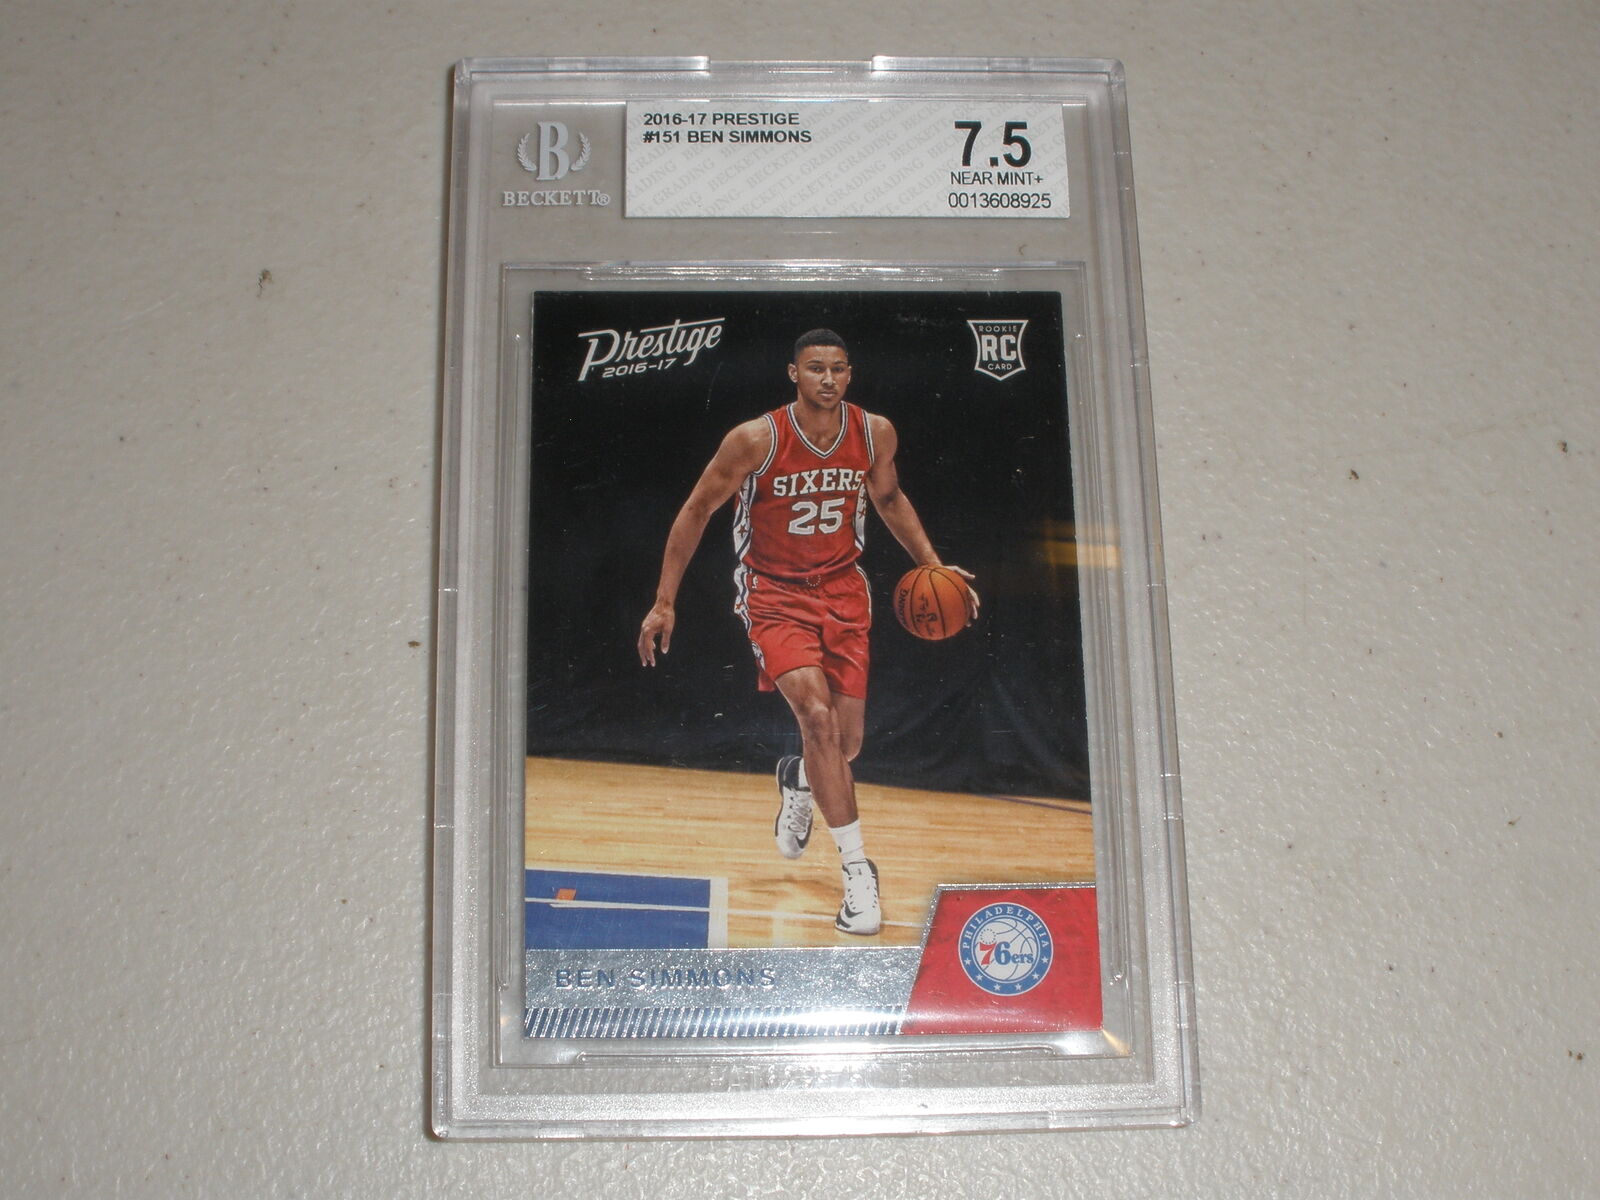 2016-17 PRESTIGE
#151 BEN SIMMONS
7.5
NEAR MINT+
0013608925
B
BECKETT®
Prestige
2016-17
ROOKIE
RC
CARD
SIXERS
25
BEN SIMMONS
PHILADELPHIA
76ers